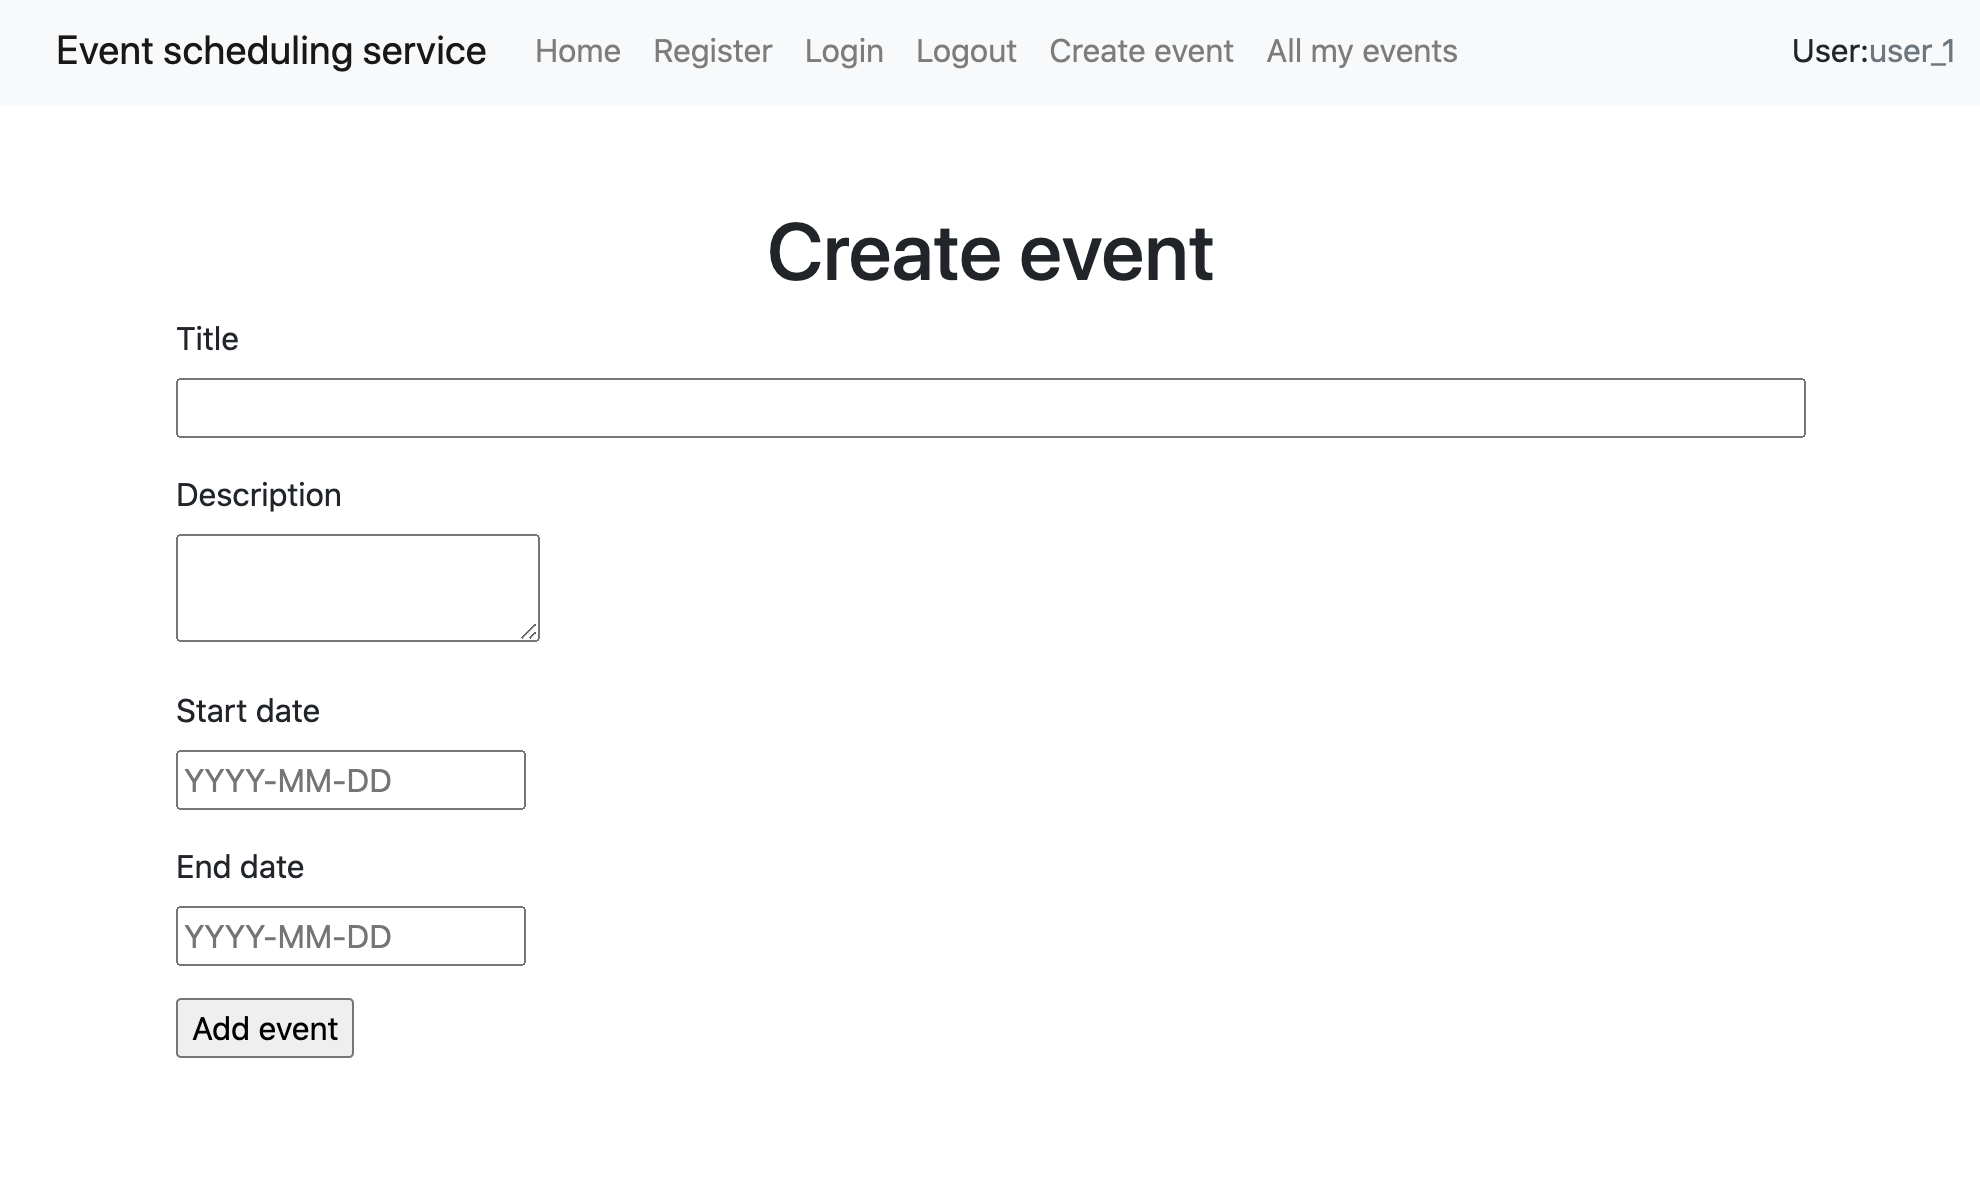 Event scheduling service Home Register Login Logout Create event All my events User:user_1
Create event
Title
Description
Start date
YYYY-MM-DD
End date
YYYY-MM-DD
Add event